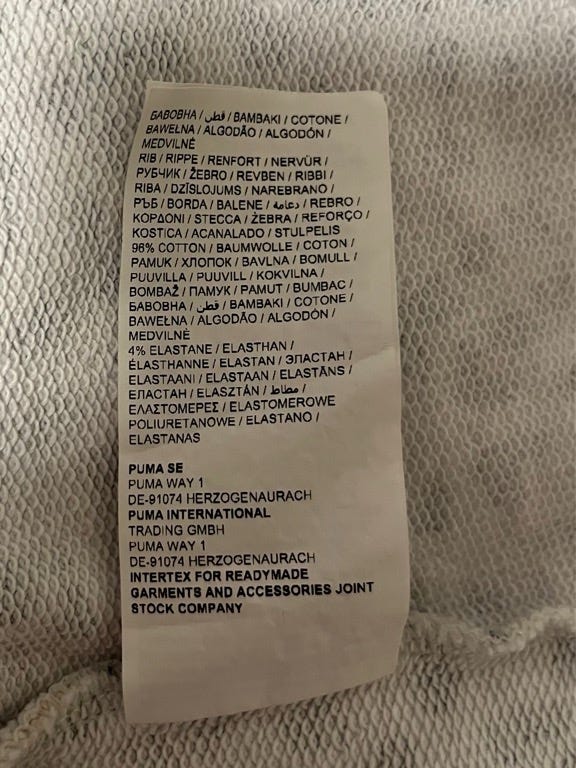 БАВОВНА / قطن / BAMBAKI / COTONE /
BAWEŁNA / ALGODÃO / ALGODÓN /
MEDVILNĖ
RIB / RIPPE / RENFORT / NERVÜR /
РУБЧИК / ŽEBRO / REVBEN / RIBBI /
RIBA / DZĪSLOJUMS / NAREBRANO /
РЪБ / BORDA / BALENE / دعامه / REBRO /
ΚΟΡΔΟΝΙ / STECCA / ŻEBRA / REFORÇO /
KOSTICA / ACANALADO / STULPELIS
96% COTTON / BAUMWOLLE / COTON /
PAMUK / ХЛОПОК / BAVLNA / BOMULL /
PUUVILLA / PUUVILL / KOKVILNA /
BOMBAŽ / ПАМУК / PAMUT / BUMBAC /
БАВОВНА / قطن / BAMBAKI / COTONE /
BAWEŁNA / ALGODÃO / ALGODÓN /
MEDVILNĖ
4% ELASTANE / ELASTHAN /
ÉLASTHANNE / ELASTAN / ЭЛАСТАН /
ELASTAANI / ELASTAAN / ELASTĀNS /
ЕЛАСТАН / ELASZTÁN / مطاط /
ΕΛΑΣΤΟΜΕΡΕΣ / ELASTOMEROWE
POLIURETANOWE / ELASTANO /
ELASTANAS
PUMA SE
PUMA WAY 1
DE-91074 HERZOGENAURACH
PUMA INTERNATIONAL
TRADING GMBH
PUMA WAY 1
DE-91074 HERZOGENAURACH
INTERTEX FOR READYMADE
GARMENTS AND ACCESSORIES JOINT
STOCK COMPANY